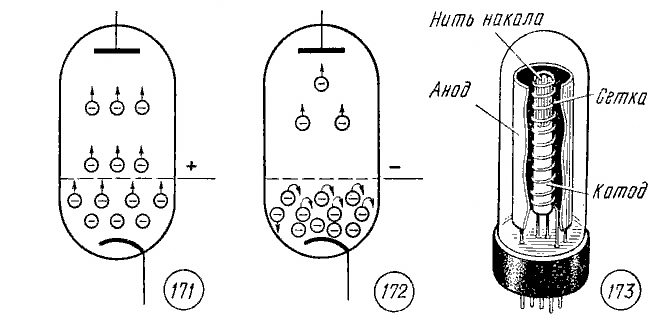 Нить накала
Анод
Сетка
Катод
+
−
171
172
173